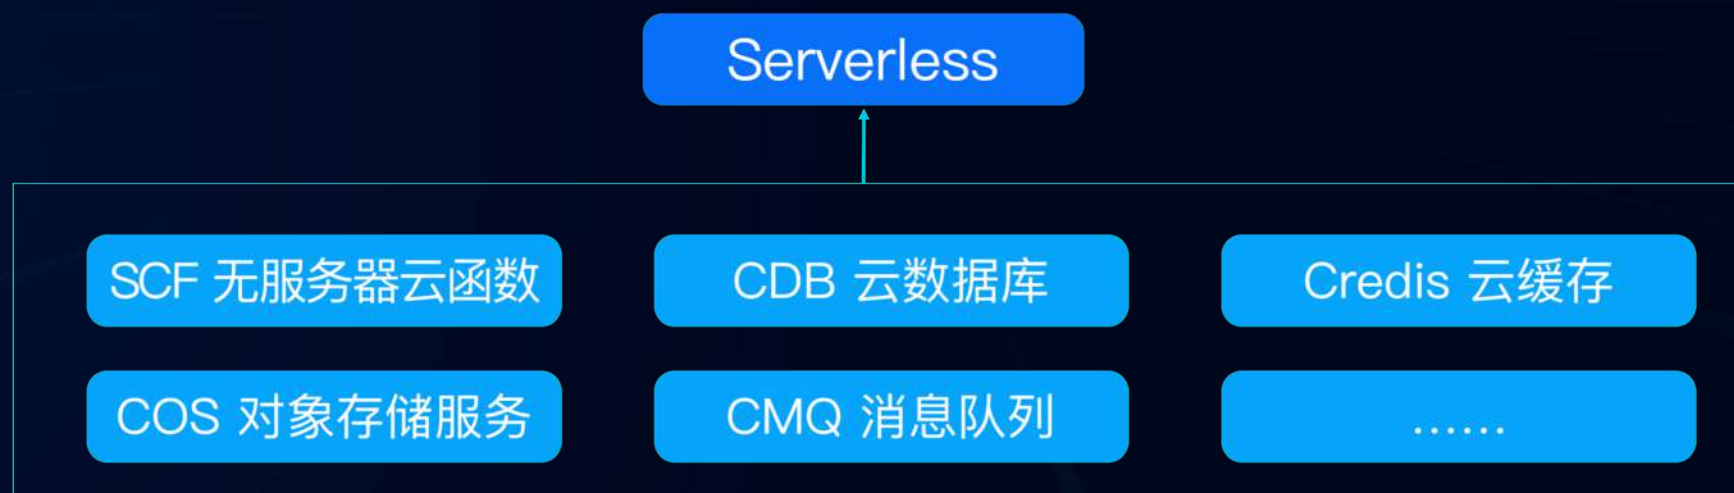 Serverless
SCF 无服务器云函数
CDB 云数据库
Credis 云缓存
COS 对象存储服务
CMQ 消息队列
……